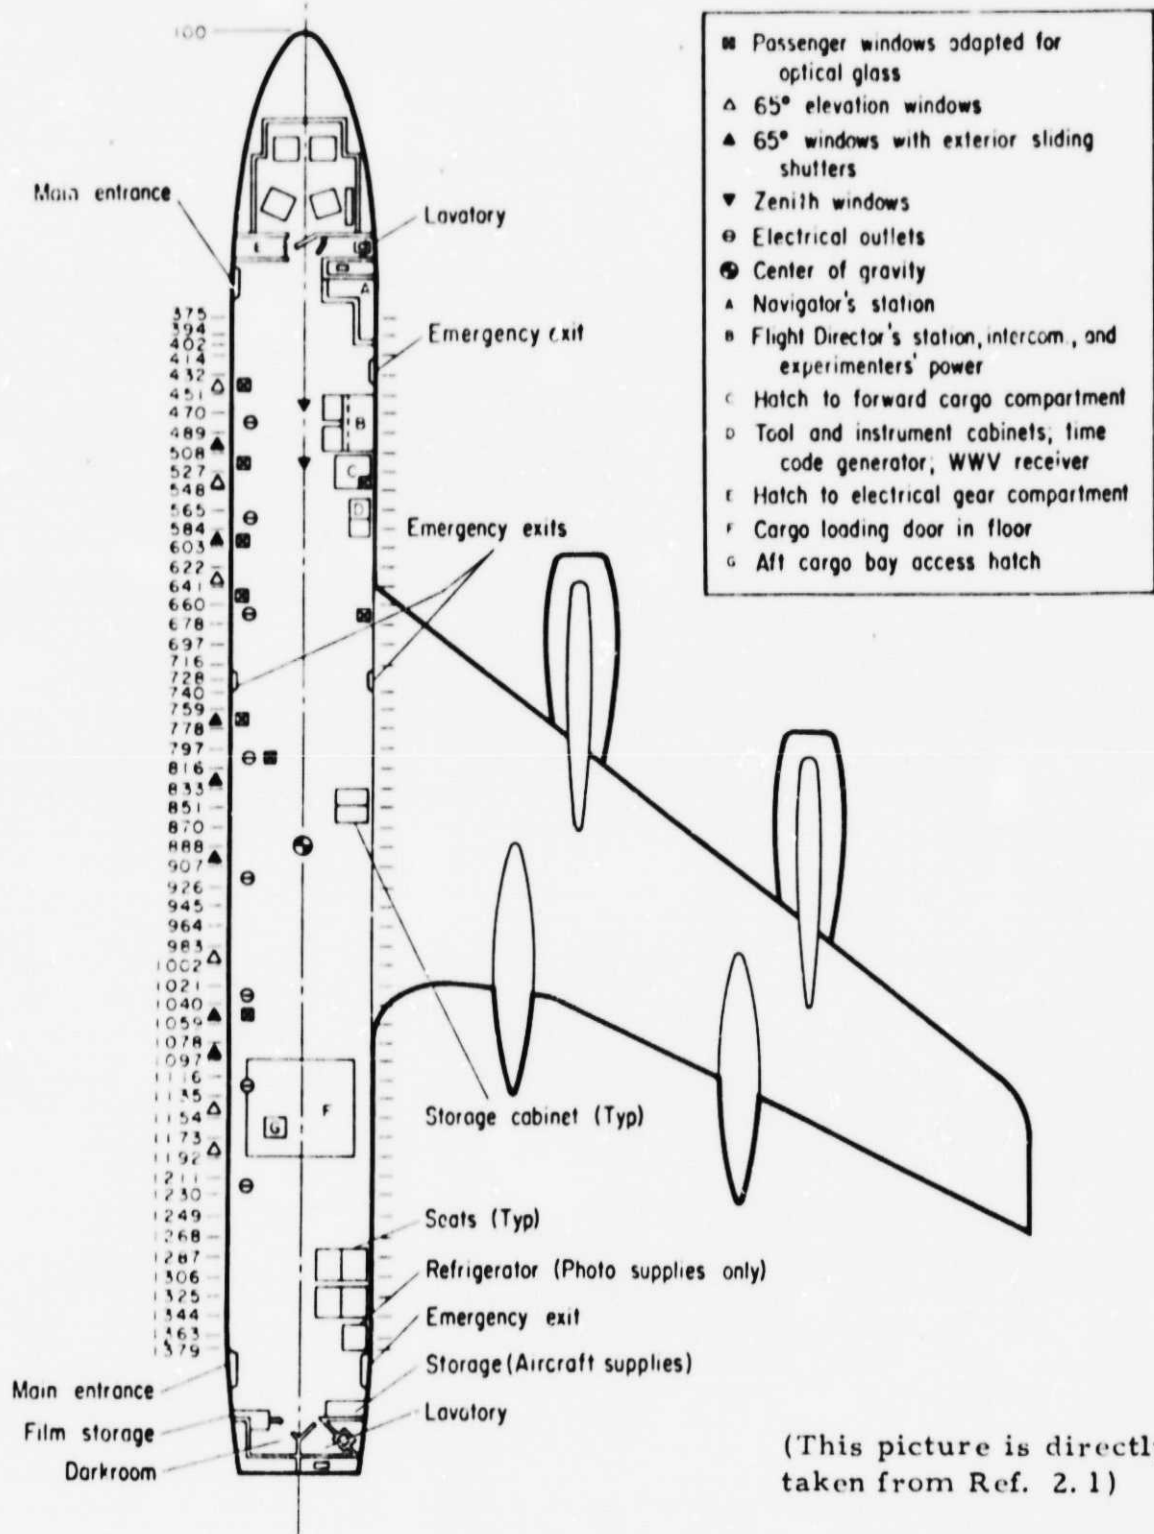 100
Passenger windows adapted for
optical glass
65° elevation windows
65° windows with exterior sliding
shutters
Zenith windows
Electrical outlets
Center of gravity
A Navigator's station
B Flight Director's station, intercom., and
experimenters' power
C Hatch to forward cargo compartment
D Tool and instrument cabinets; time
code generator; WWV receiver
E Hatch to electrical gear compartment
F Cargo loading door in floor
G Aft cargo bay access hatch
Main entrance
Lavatory
E
A
Emergency exit
B
C
D
Emergency exits
375
394
402
414
432
451
470
489
508
527
548
565
584
603
622
641
660
678
697
716
728
740
759
778
797
816
833
851
870
888
907
926
945
964
983
1002
1021
1040
1059
1078
1097
1116
1135
1154
1173
1192
1211
1230
1249
1268
1287
1306
1325
1344
1363
1379
F
G
Storage cabinet (Typ)
Seats (Typ)
Refrigerator (Photo supplies only)
Emergency exit
Storage (Aircraft supplies)
Lavatory
Main entrance
Film storage
Darkroom
(This picture is directl
taken from Ref. 2.1)